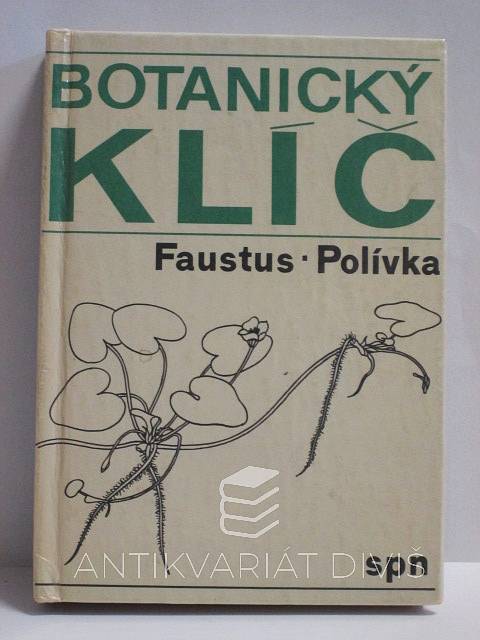 BOTANICKÝ
KLÍČ
Faustus · Polívka
ANTIKVARIÁT DIVIŠ
spn